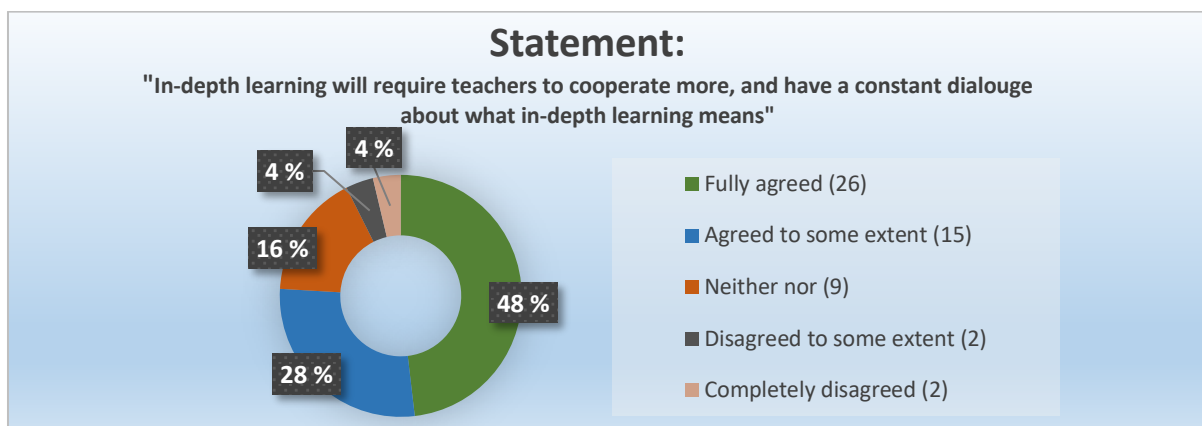 Statement:
"In-depth learning will require teachers to cooperate more, and have a constant dialouge
about what in-depth learning means"
4 %
4 %
16 %
28 %
48 %
Fully agreed (26)
Agreed to some extent (15)
Neither nor (9)
Disagreed to some extent (2)
Completely disagreed (2)